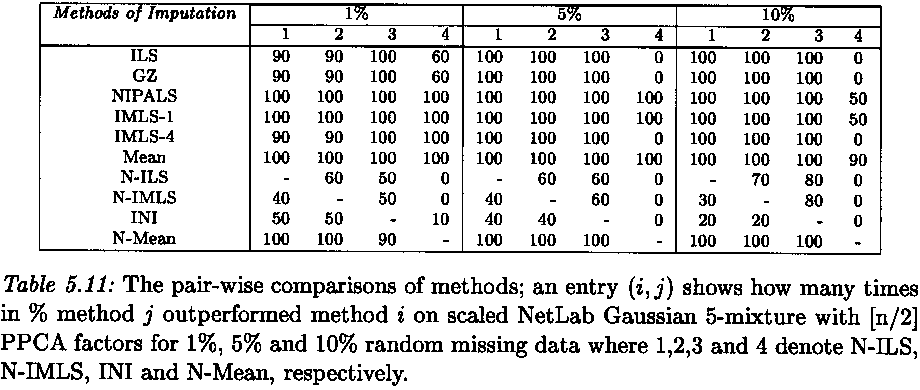 Methods of Imputation 1% 5% 10%
1 2 3 4 1 2 3 4 1 2 3 4
ILS 90 90 100 60 100 100 100 0 100 100 100 0
GZ 90 90 100 60 100 100 100 0 100 100 100 0
NIPALS 100 100 100 100 100 100 100 100 100 100 100 50
IMLS-1 100 100 100 100 100 100 100 100 100 100 100 50
IMLS-4 90 90 100 100 100 100 100 0 100 100 100 0
Mean 100 100 100 100 100 100 100 100 100 100 100 90
N-ILS - 60 50 0 - 60 60 0 - 70 80 0
N-IMLS 40 - 50 0 40 - 60 0 30 - 80 0
INI 50 50 - 10 40 40 - 0 20 20 - 0
N-Mean 100 100 90 - 100 100 100 - 100 100 100 -
Table 5.11: The pair-wise comparisons of methods; an entry (i, j) shows how many times
in % method j outperformed method i on scaled NetLab Gaussian 5-mixture with [n/2]
PPCA factors for 1%, 5% and 10% random missing data where 1,2,3 and 4 denote N-ILS,
N-IMLS, INI and N-Mean, respectively.